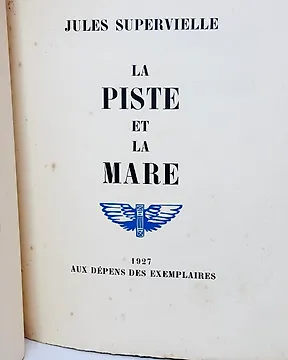 JULES SUPERVIELLE
LA
PISTE
ET
LA
MARE
1927
AUX DÉPENS DES EXEMPLAIRES